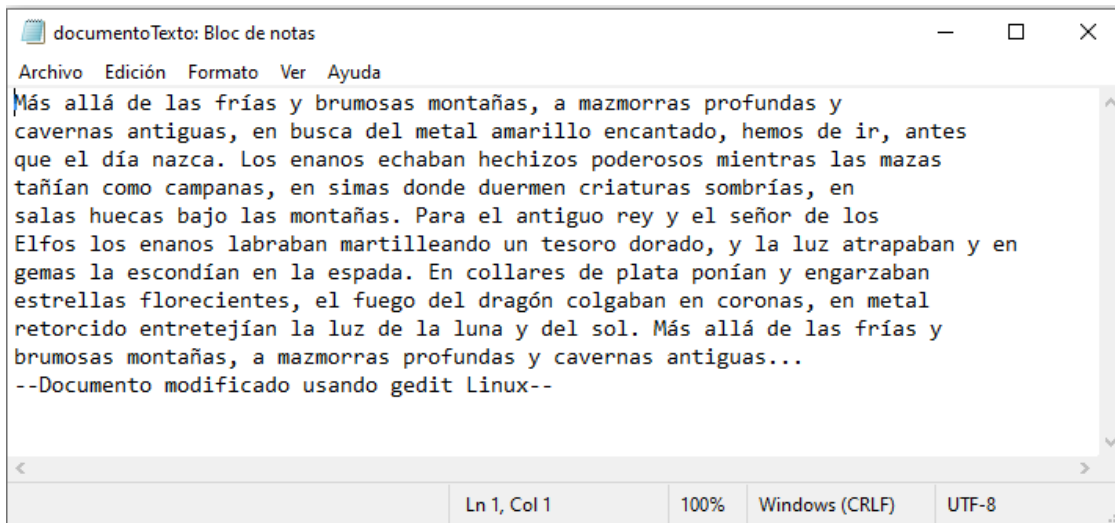 documentoTexto: Bloc de notas
Archivo Edición Formato Ver Ayuda
Más allá de las frías y brumosas montañas, a mazmorras profundas y
cavernas antiguas, en busca del metal amarillo encantado, hemos de ir, antes
que el día nazca. Los enanos echaban hechizos poderosos mientras las mazas
tañían como campanas, en simas donde duermen criaturas sombrías, en
salas huecas bajo las montañas. Para el antiguo rey y el señor de los
Elfos los enanos labraban martilleando un tesoro dorado, y la luz atrapaban y en
gemas la escondían en la espada. En collares de plata ponían y engarzaban
estrellas florecientes, el fuego del dragón colgaban en coronas, en metal
retorcido entretejían la luz de la luna y del sol. Más allá de las frías y
brumosas montañas, a mazmorras profundas y cavernas antiguas...
--Documento modificado usando gedit Linux--
Ln 1, Col 1 100% Windows (CRLF) UTF-8